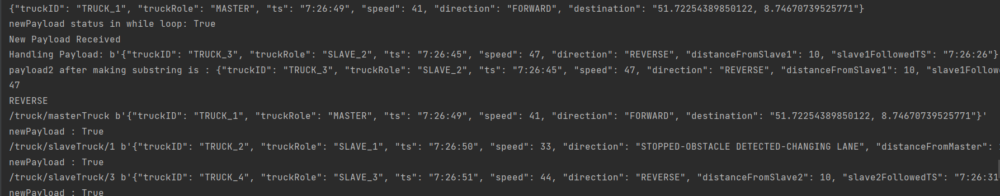 {"truckID": "TRUCK_1", "truckRole": "MASTER", "ts": "7:26:49", "speed": 41, "direction": "FORWARD", "destination": "51.72254389850122, 8.74670739525771"}
newPayload status in while loop: True
New Payload Received
Handling Payload: b'{"truckID": "TRUCK_3", "truckRole": "SLAVE_2", "ts": "7:26:45", "speed": 47, "direction": "REVERSE", "distanceFromSlave1": 10, "slave1FollowedTS": "7:26:26"}
payload2 after making substring is : {"truckID": "TRUCK_3", "truckRole": "SLAVE_2", "ts": "7:26:45", "speed": 47, "direction": "REVERSE", "distanceFromSlave1": 10, "slave1Follow
47
REVERSE
/truck/masterTruck b'{"truckID": "TRUCK_1", "truckRole": "MASTER", "ts": "7:26:49", "speed": 41, "direction": "FORWARD", "destination": "51.72254389850122, 8.74670739525771"}'
newPayload : True
/truck/slaveTruck/1 b'{"truckID": "TRUCK_2", "truckRole": "SLAVE_1", "ts": "7:26:50", "speed": 33, "direction": "STOPPED-OBSTACLE DETECTED-CHANGING LANE", "distanceFromMaster":
newPayload : True
/truck/slaveTruck/3 b'{"truckID": "TRUCK_4", "truckRole": "SLAVE_3", "ts": "7:26:51", "speed": 44, "direction": "REVERSE", "distanceFromSlave2": 10, "slave2FollowedTS": "7:26:31
newPayload : True